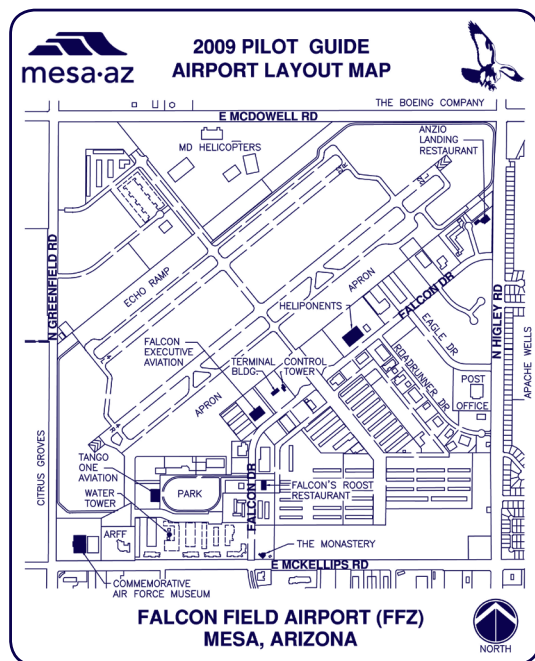 2009 PILOT GUIDE
AIRPORT LAYOUT MAP
mesa·az
THE BOEING COMPANY
E MCDOWELL RD
ANZIO
LANDING
RESTAURANT
MD HELICOPTERS
N GREENFIELD RD
ECHO RAMP
APRON
HELIPONENTS
FALCON DR
N HIGLEY RD
EAGLE DR
ROADRUNNER DR
FALCON
EXECUTIVE
AVIATION
TERMINAL
BLDG.
CONTROL
TOWER
POST
OFFICE
APACHE WELLS
APRON
CITRUS GROVES
TANGO
ONE
AVIATION
WATER
TOWER
PARK
FALCON DR
FALCON'S ROOST
RESTAURANT
ARFF
THE MONASTERY
E MCKELLIPS RD
COMMEMORATIVE
AIR FORCE MUSEUM
FALCON FIELD AIRPORT (FFZ)
MESA, ARIZONA
NORTH